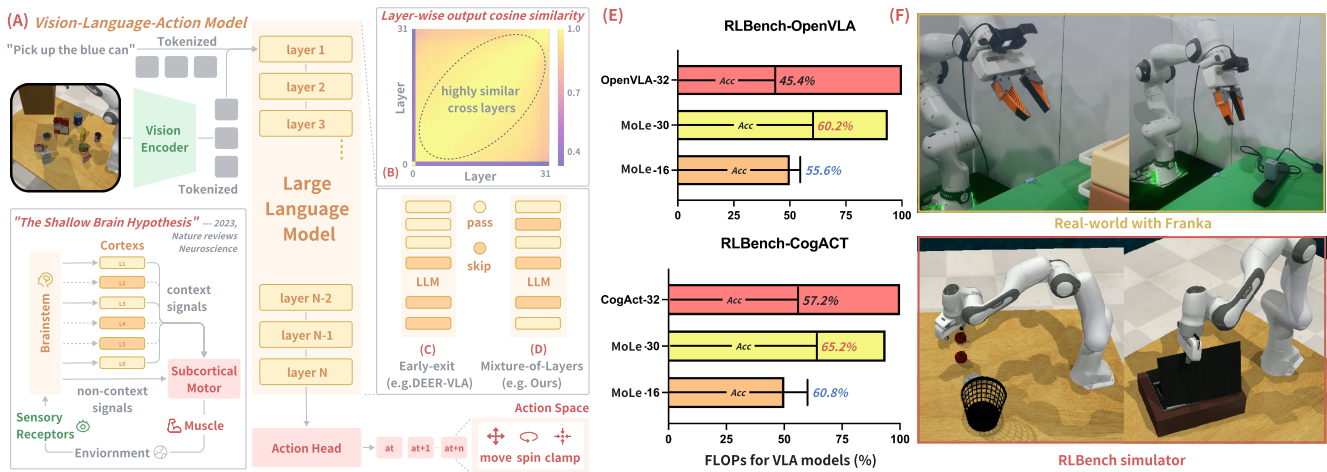 (A) Vision-Language-Action Model
"Pick up the blue can"
Tokenized
Vision
Encoder
Tokenized
layer 1
layer 2
layer 3
Large
Language
Model
layer N-2
layer N-1
layer N
Action Head
at
at+1
at+n
Action Space
move spin clamp
"The Shallow Brain Hypothesis" --- 2023,
Nature reviews
Neuroscience
Cortexs
Brainstem
L1
L2
L3
L4
L5
L6
context
signals
Subcortical
Motor
non-context
signals
Sensory
Receptors
Muscle
Enviornment
Layer-wise output cosine similarity
31
Layer
0
highly similar
cross layers
(B)
0
Layer
31
1.0
0.7
0.4
pass
skip
LLM
LLM
(C)
Early-exit
(e.g.DEER-VLA)
(D)
Mixture-of-Layers
(e.g. Ours)
(E)
RLBench-OpenVLA
OpenVLA-32
Acc
45.4%
MoLe-30
Acc
60.2%
MoLe-16
Acc
55.6%
0
25
50
75
100
RLBench-CogACT
CogAct-32
Acc
57.2%
MoLe-30
Acc
65.2%
MoLe-16
Acc
60.8%
0
25
50
75
100
FLOPs for VLA models (%)
(F)
Real-world with Franka
RLBench simulator